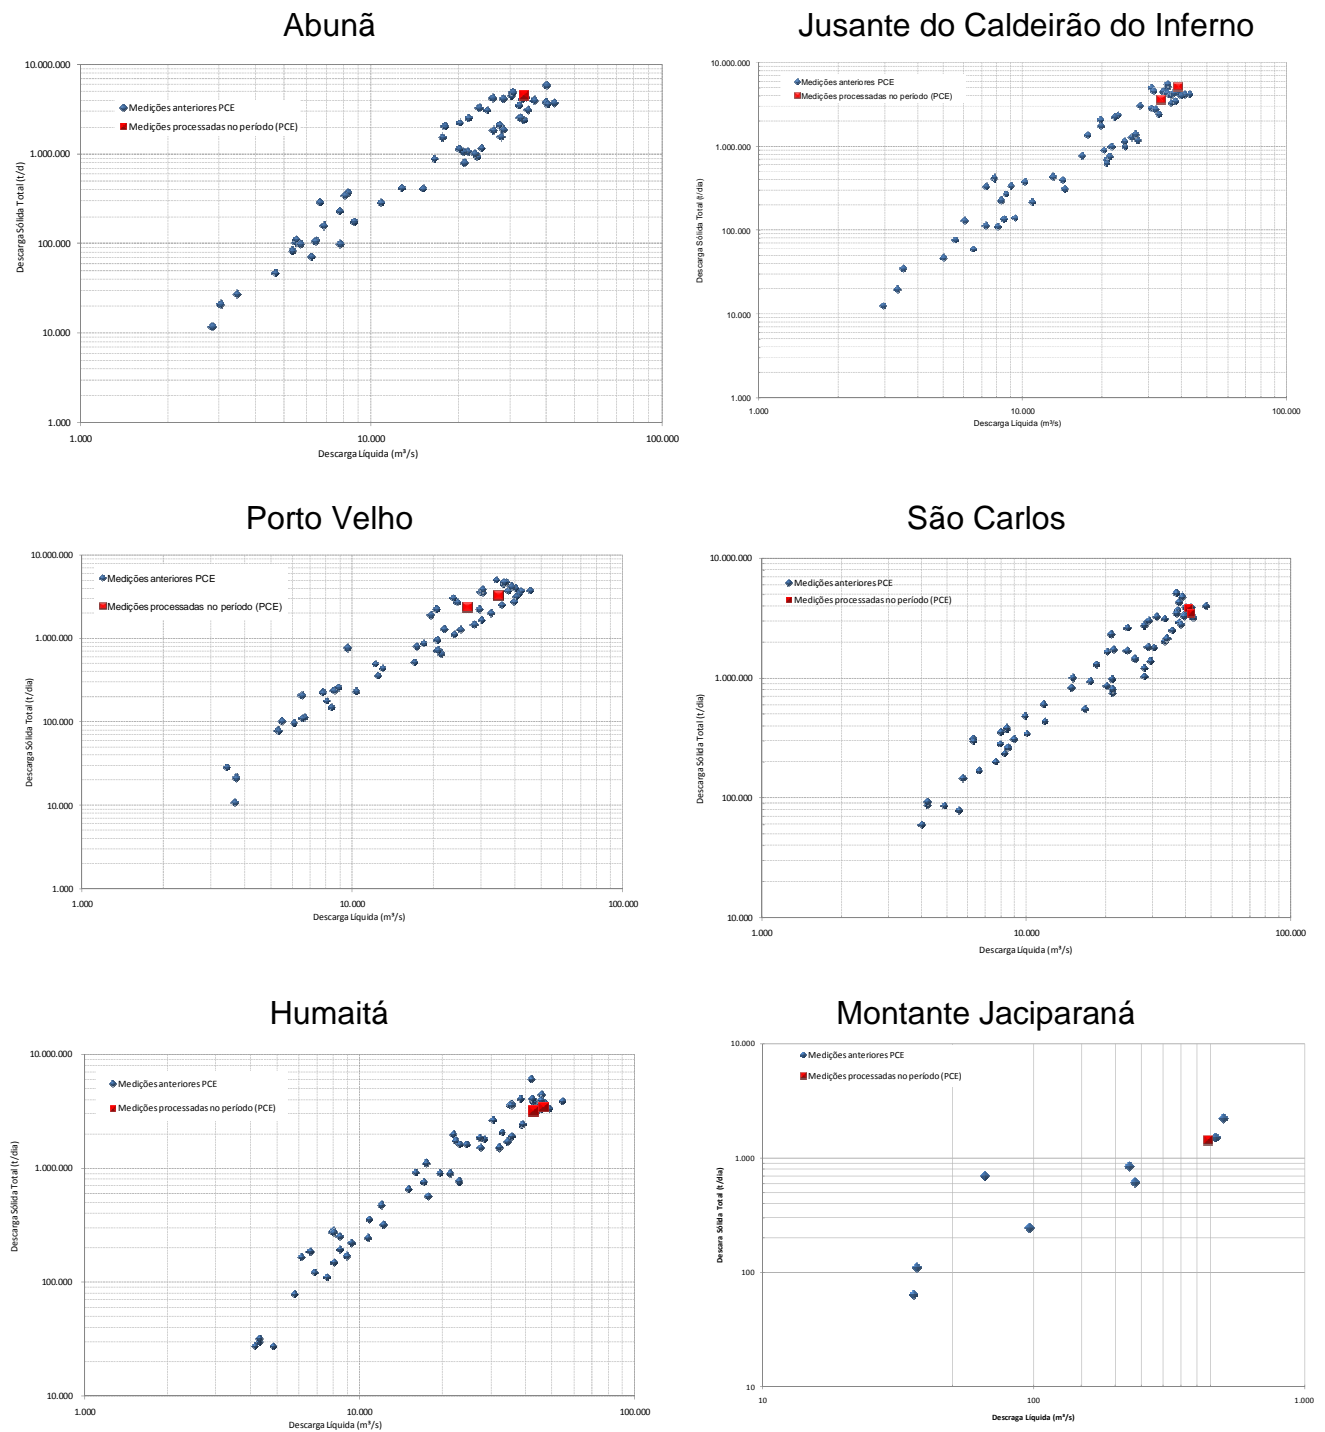 Abunã
10.000.000
Medições anteriores PCE
Medições processadas no período (PCE)
1.000.000
100.000
10.000
1.000
Descarga Sólida Total (t/d)
1.000
10.000
100.000
Descarga Líquida (m³/s)
Jusante do Caldeirão do Inferno
10.000.000
Medições anteriores PCE
Medições processadas no período (PCE)
1.000.000
100.000
10.000
1.000
Descarga Sólida Total (t/dia)
1.000
10.000
100.000
Descarga Líquida (m³/s)
Porto Velho
10.000.000
Medições anteriores PCE
Medições processadas no período (PCE)
1.000.000
100.000
10.000
1.000
Descarga Sólida Total (t/dia)
1.000
10.000
100.000
Descarga Líquida (m³/s)
São Carlos
10.000.000
Medições anteriores PCE
Medições processadas no período (PCE)
1.000.000
100.000
10.000
Descarga Sólida Total (t/dia)
1.000
10.000
100.000
Descarga Líquida (m³/s)
Humaitá
10.000.000
Medições anteriores PCE
Medições processadas no período (PCE)
1.000.000
100.000
10.000
Descarga Sólida Total (t/dia)
1.000
10.000
100.000
Descarga Líquida (m³/s)
Montante Jaciparaná
10.000
Medições anteriores PCE
Medições processadas no período (PCE)
1.000
100
10
Descara Sólida Total (t/dia)
10
100
1.000
Descraga Líquida (m³/s)